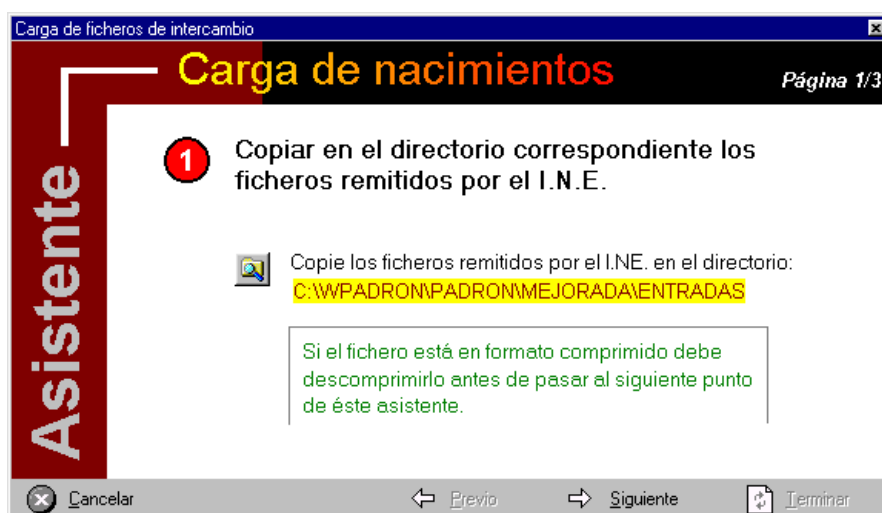 Carga de ficheros de intercambio
Carga de nacimientos
Página 1/3
Asistente
1
Copiar en el directorio correspondiente los
ficheros remitidos por el I.N.E.
Copie los ficheros remitidos por el I.NE. en el directorio:
C:\WPADRON\PADRON\MEJORADA\ENTRADAS
Si el fichero está en formato comprimido debe
descomprimirlo antes de pasar al siguiente punto
de éste asistente.
Cancelar
Previo
Siguiente
Terminar